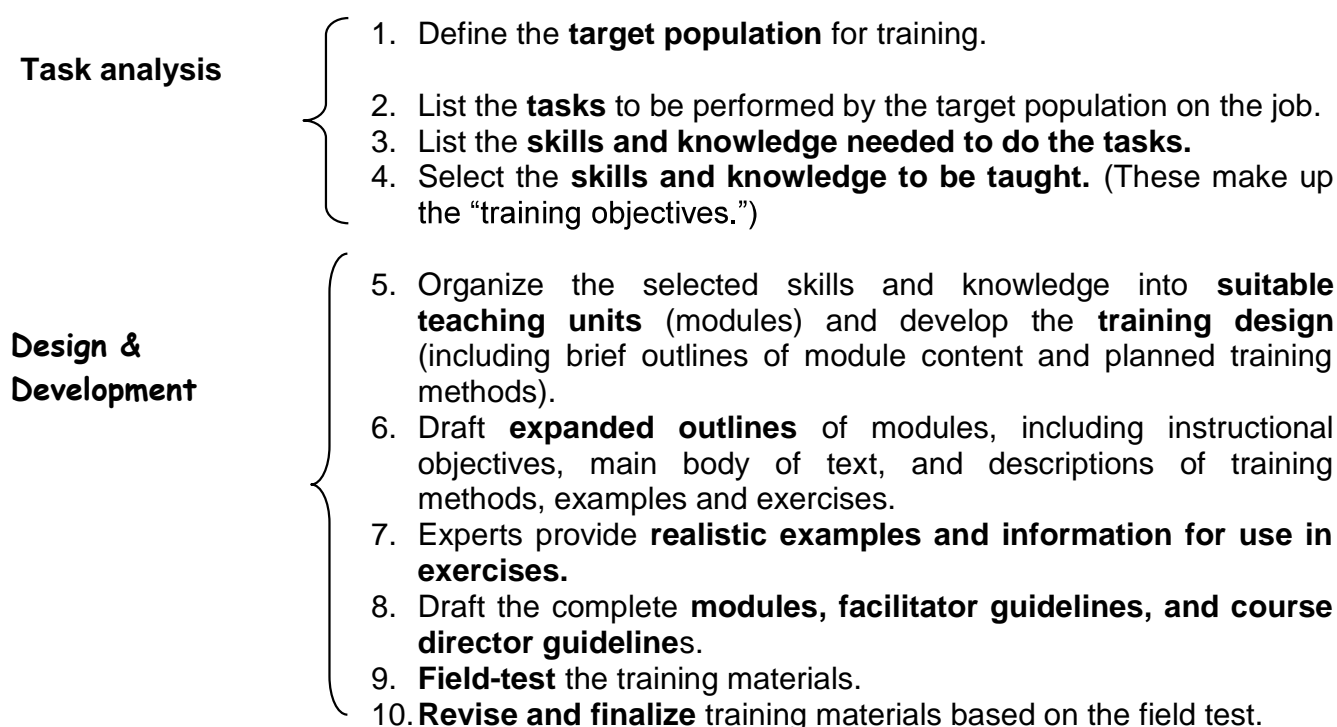 Task analysis
1. Define the target population for training.
2. List the tasks to be performed by the target population on the job.
3. List the skills and knowledge needed to do the tasks.
4. Select the skills and knowledge to be taught. (These make up
the “training objectives.”)
Design &
Development
5. Organize the selected skills and knowledge into suitable
teaching units (modules) and develop the training design
(including brief outlines of module content and planned training
methods).
6. Draft expanded outlines of modules, including instructional
objectives, main body of text, and descriptions of training
methods, examples and exercises.
7. Experts provide realistic examples and information for use in
exercises.
8. Draft the complete modules, facilitator guidelines, and course
director guidelines.
9. Field-test the training materials.
10. Revise and finalize training materials based on the field test.